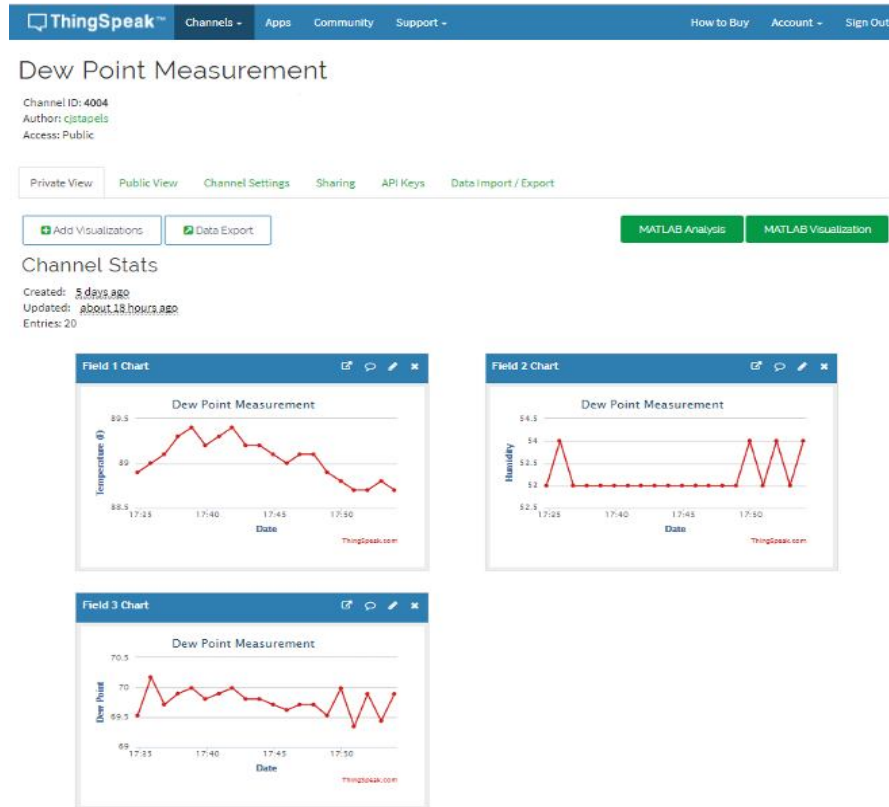 ThingSpeak™ Channels Apps Community Support How to Buy Account Sign Out
Dew Point Measurement
Channel ID: 4004
Author: cjstapels
Access: Public
Private View Public View Channel Settings Sharing API Keys Data Import / Export
Add Visualizations Data Export MATLAB Analysis MATLAB Visualization
Channel Stats
Created: 5 days ago
Updated: about 18 hours ago
Entries: 20
Field 1 Chart
Dew Point Measurement
Temperature (f)
89.5
89
88.5
17:35 17:40 17:45 17:50
Date
ThingSpeak.com
Field 2 Chart
Dew Point Measurement
Humidity
54.5
54
52.5
52
52.5
17:25 17:40 17:45 17:50
Date
ThingSpeak.com
Field 3 Chart
Dew Point Measurement
Dew Point
70.5
70
69.5
69
17:35 17:40 17:45 17:50
Date
ThingSpeak.com